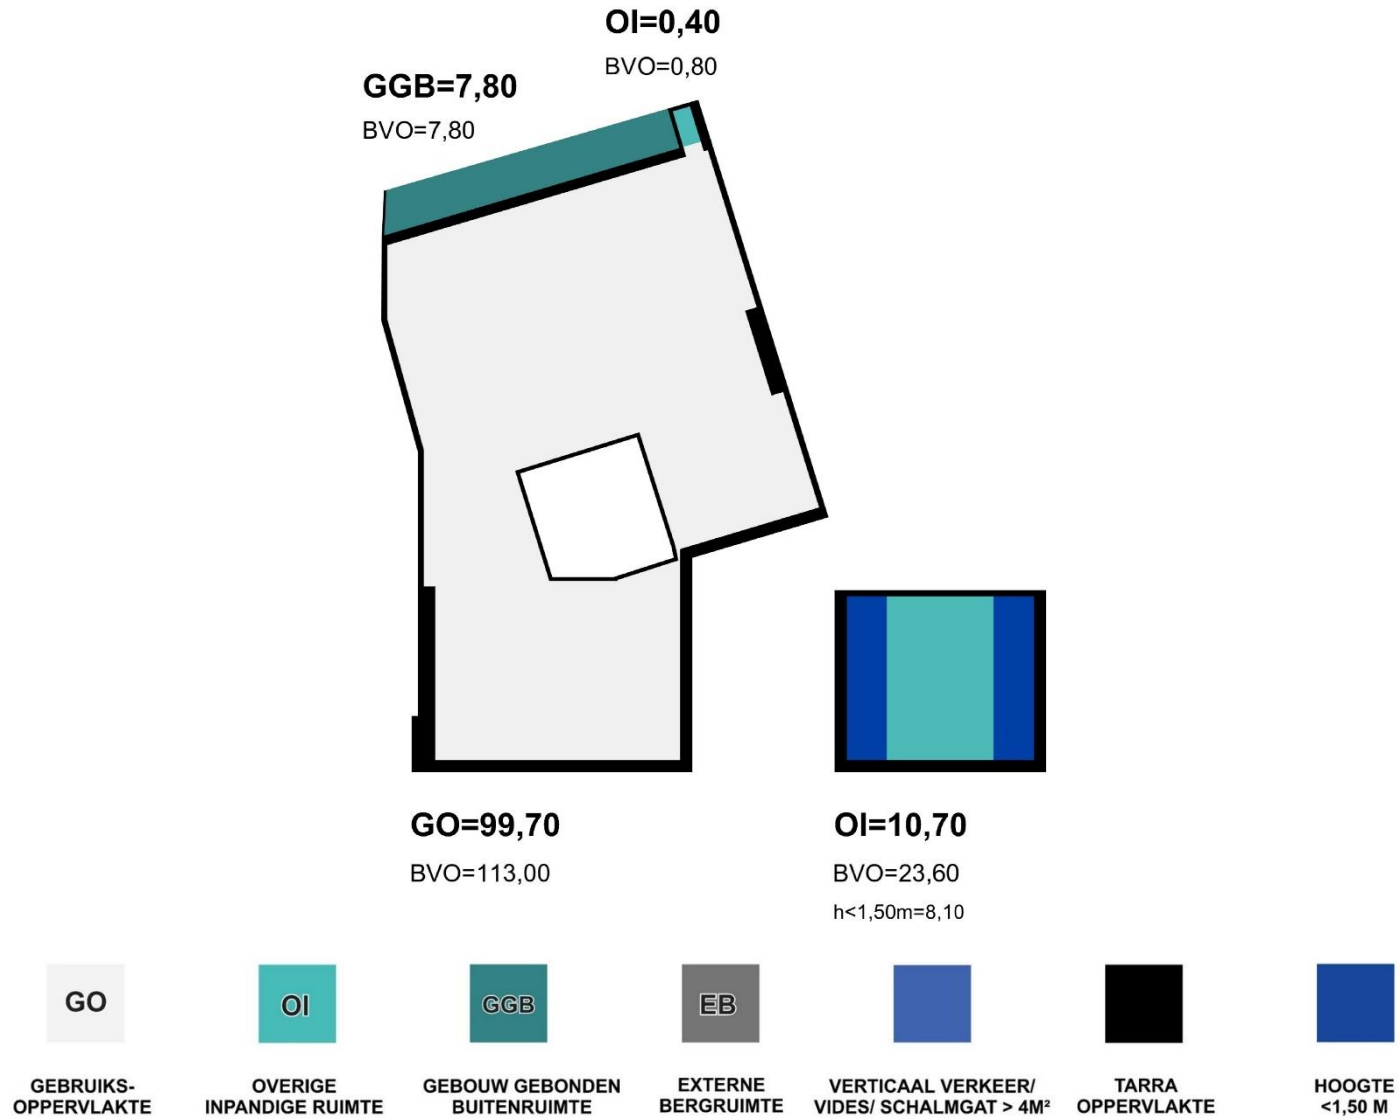 OI=0,40
BVO=0,80
GGB=7,80
BVO=7,80
GO=99,70
BVO=113,00
OI=10,70
BVO=23,60
h<1,50m=8,10
GO
OI
GGB
EB
GEBRUIKS-
OPPERVLAKTE
OVERIGE
INPANDIGE RUIMTE
GEBOUW GEBONDEN
BUITENRUIMTE
EXTERNE
BERGRUIMTE
VERTICAAL VERKEER/
VIDES/ SCHALMGAT > 4M²
TARRA
OPPERVLAKTE
HOOGTE
<1,50 M